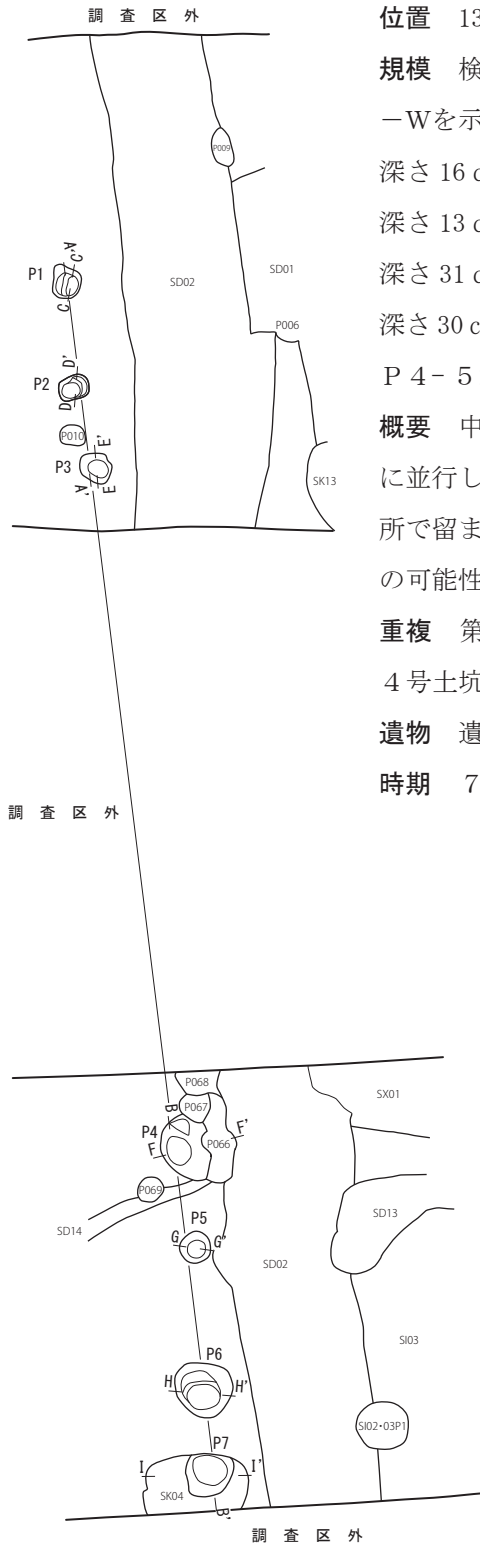 調査区外
P009
P1
A
C'
C
SD02
SD01
P006
D'
P2
D
P010
E'
P3
A'
E
SK13
調査区外
P068
SX01
P067
B
P4
F
P066
F'
P069
SD13
SD14
P5
G
G'
SD02
SI03
P6
H
H'
SI02・03P1
P7
I
I'
SK04
B'
調査区外
位置 13
規模 検
−Wを示
深さ 16 c
深さ 13 c
深さ 31 c
深さ 30 c
P4−5
概要 中
に並行し
所で留ま
の可能性
重複 第
4号土坑
遺物 遺
時期 7